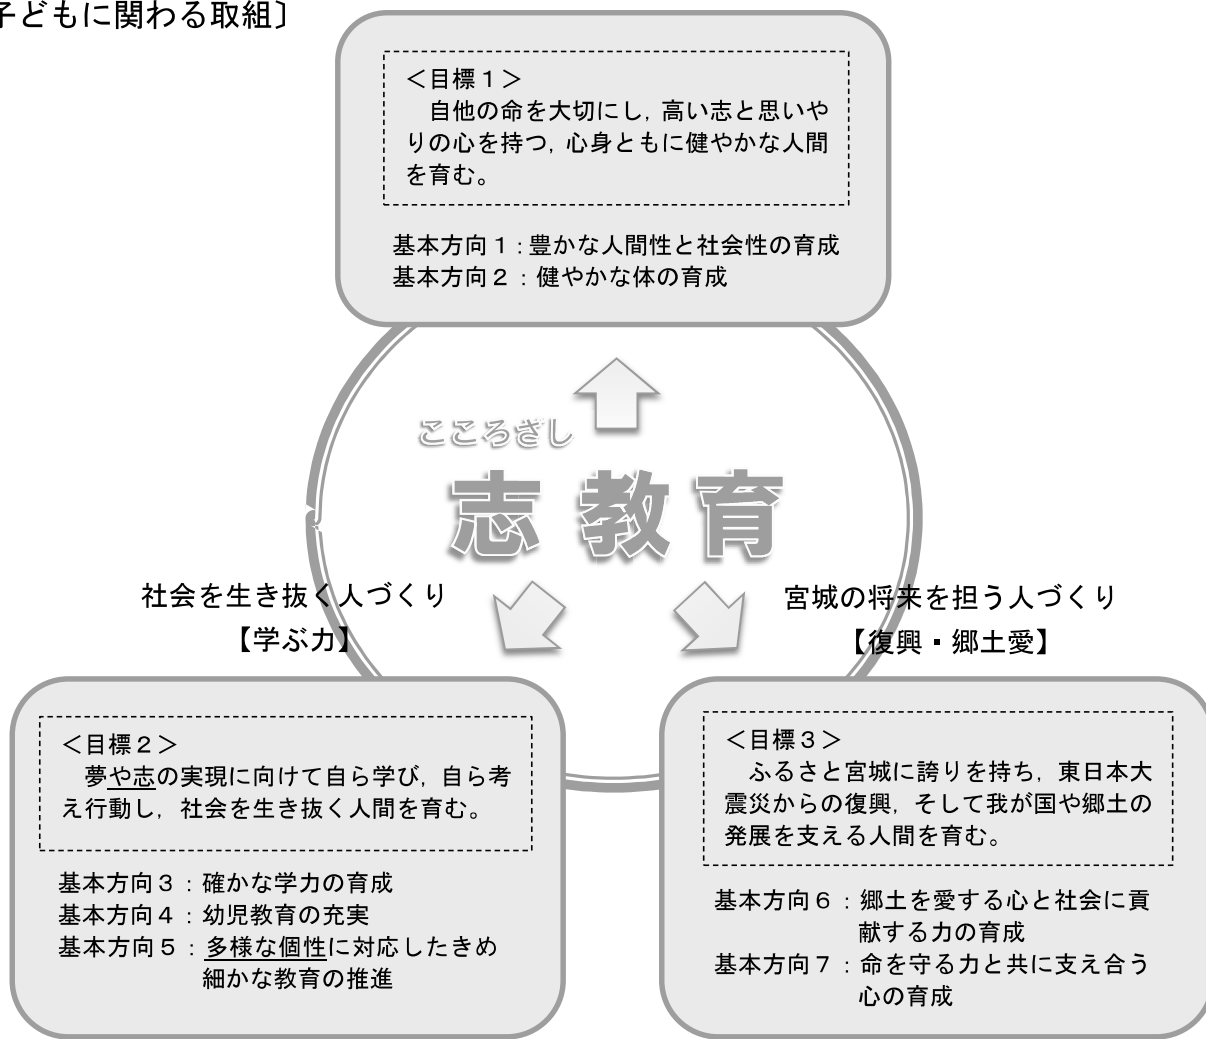 子どもに関わる取組〕
＜目標１＞
自他の命を大切にし，高い志と思いや
りの心を持つ，心身ともに健やかな人間
を育む。
基本方向１：豊かな人間性と社会性の育成
基本方向２：健やかな体の育成
こころざし
志教育
社会を生き抜く人づくり
【学ぶ力】
宮城の将来を担う人づくり
【復興・郷土愛】
＜目標２＞
夢や志の実現に向けて自ら学び，自ら考
え行動し，社会を生き抜く人間を育む。
基本方向３：確かな学力の育成
基本方向４：幼児教育の充実
基本方向５：多様な個性に対応したきめ
細かな教育の推進
＜目標３＞
ふるさと宮城に誇りを持ち，東日本大
震災からの復興，そして我が国や郷土の
発展を支える人間を育む。
基本方向６：郷土を愛する心と社会に貢
献する力の育成
基本方向７：命を守る力と共に支え合う
心の育成